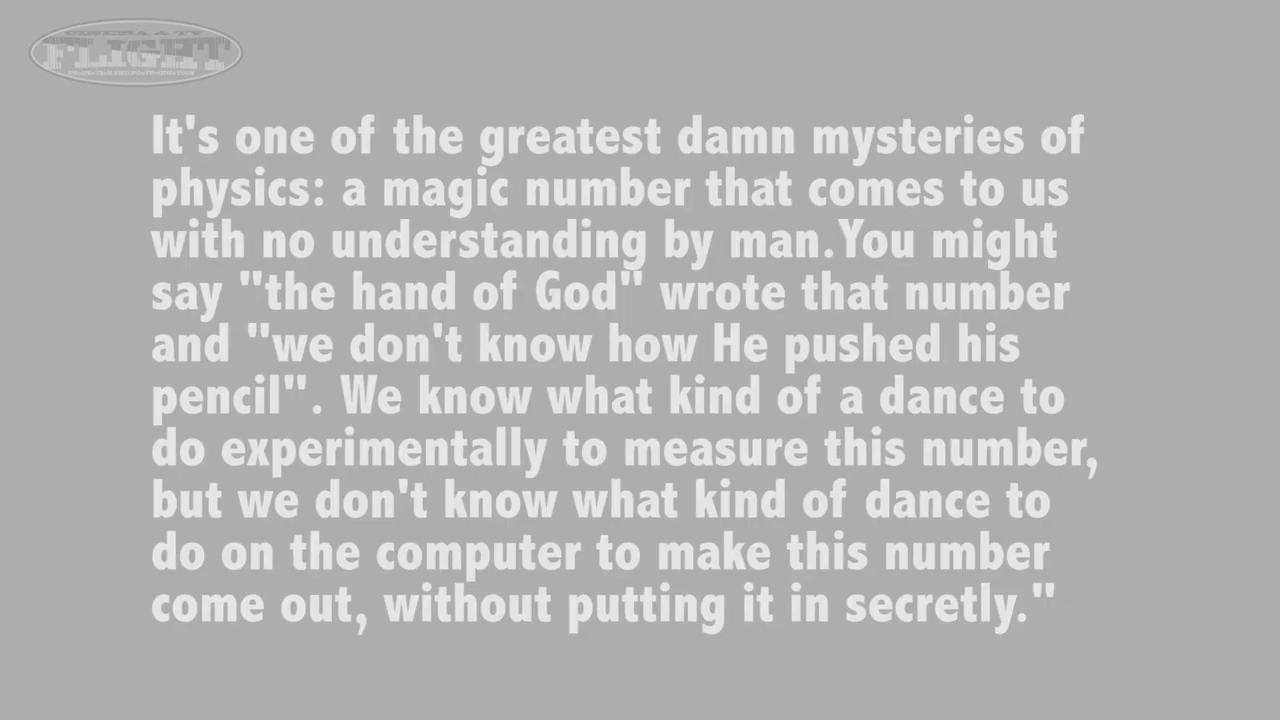 CINEMA & TV
FLIGHT
It's one of the greatest damn mysteries of
physics: a magic number that comes to us
with no understanding by man.You might
say "the hand of God" wrote that number
and "we don't know how He pushed his
pencil". We know what kind of a dance to
do experimentally to measure this number,
but we don't know what kind of dance to
do on the computer to make this number
come out, without putting it in secretly."